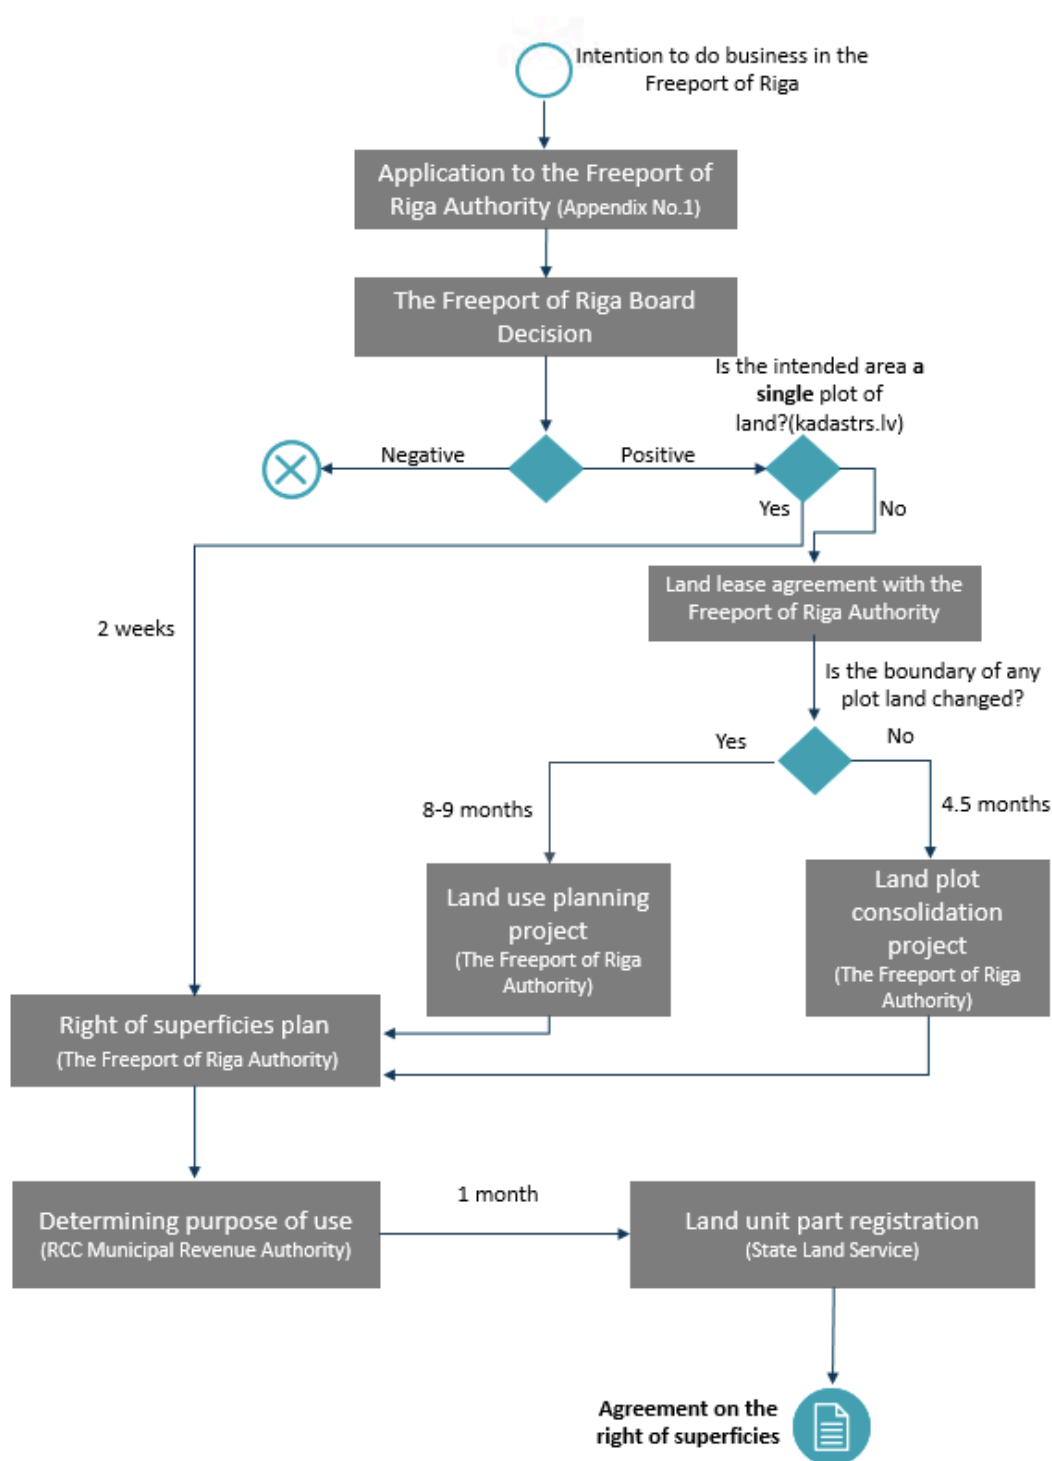 Intention to do business in the
Freeport of Riga
Application to the Freeport of
Riga Authority (Appendix No.1)
The Freeport of Riga Board
Decision
Is the intended area a
single plot of
land?(kadastrs.lv)
Negative
Positive
Yes
No
Land lease agreement with the
Freeport of Riga Authority
2 weeks
Is the boundary of any
plot land changed?
Yes
No
8-9 months
4.5 months
Land use planning
project
(The Freeport of Riga
Authority)
Land plot
consolidation
project
(The Freeport of Riga
Authority)
Right of superficies plan
(The Freeport of Riga Authority)
Determining purpose of use
(RCC Municipal Revenue Authority)
1 month
Land unit part registration
(State Land Service)
Agreement on the
right of superficies